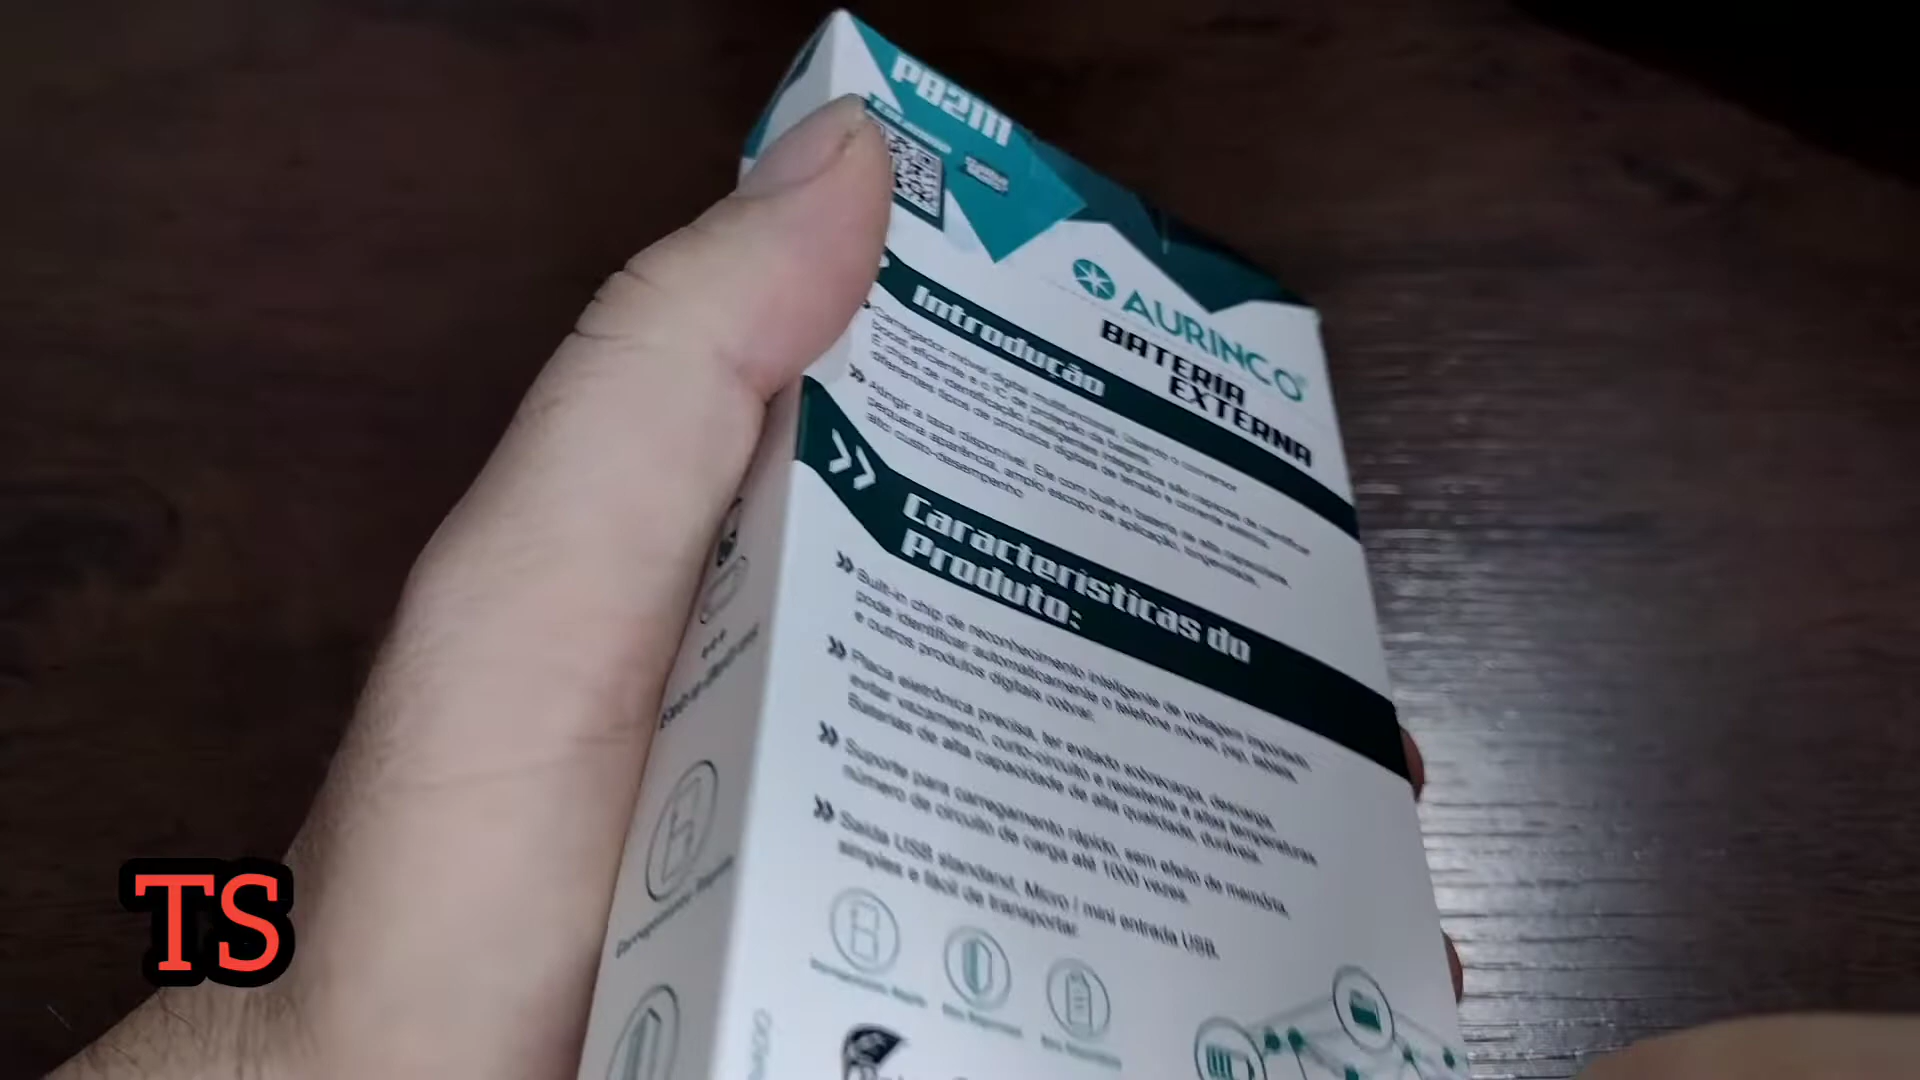 PB2111
AURINCO
BATERIA
EXTERNA
Introdução
Carregador móvel digital multifuncional. Usando o conversor
boost eficiente e o IC de proteção da bateria.
E chips de identificação inteligentes integrados são capazes de identificar
diferentes tipos de produtos digitais de tensão e corrente
Atingir a taxa disponível. Ele com built-in bateria de alta capacidade,
pequena aparência, amplo escopo de aplicação, longevidade,
alto custo-desempenho
Características do
Produto:
Built-in chip de reconhecimento inteligente de voltagem importado,
pode identificar automaticamente o telefone móvel, psp, tablets
e outros produtos digitais cobrar.
Placa eletrônica precisa, ter evitado sobrecarga, descarga,
evitar vazamento, curto-circuito e resistente a altas temperaturas
Baterias de alta capacidade de alta qualidade, duráveis.
Suporte para carregamento rápido, sem efeito de memória,
número de circuito de carga até 1000 vezes.
Saída USB standard, Micro / mini entrada USB,
simples e fácil de transportar.
TS